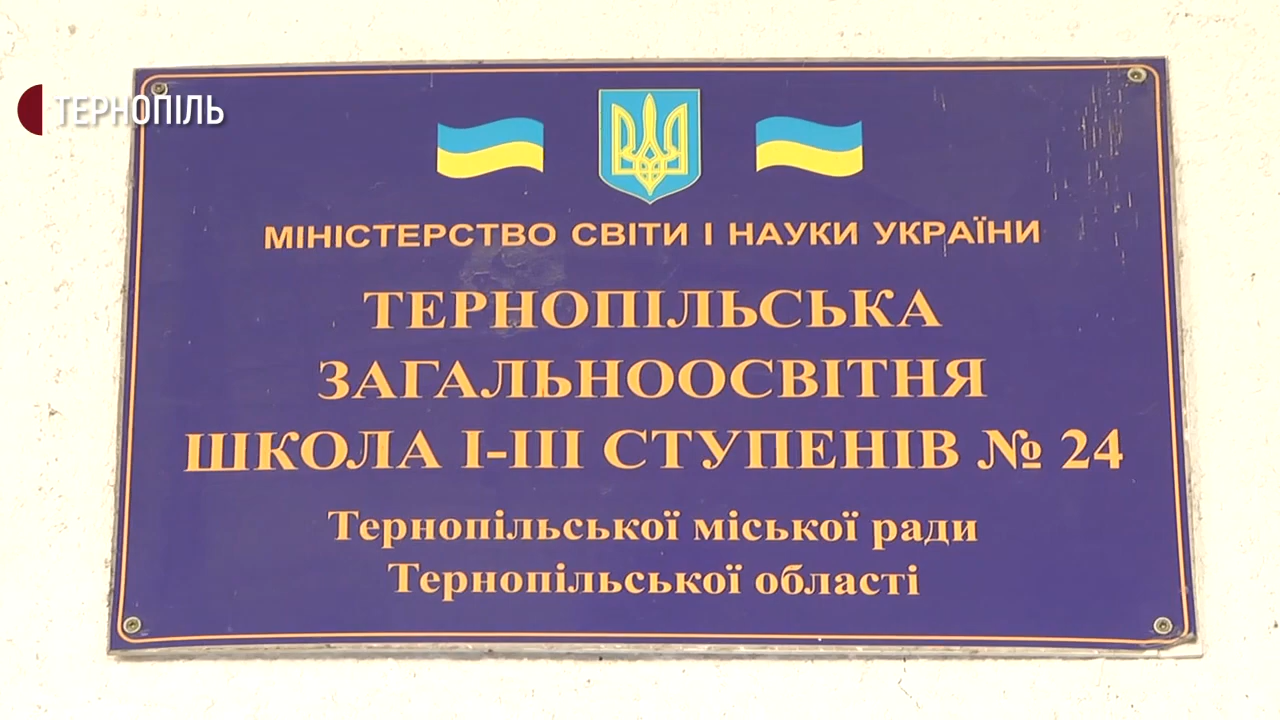 ТЕРНОПІЛЬ
МІНІСТЕРСТВО СВІТИ І НАУКИ УКРАЇНИ
ТЕРНОПІЛЬСЬКА
ЗАГАЛЬНООСВІТНЯ
ШКОЛА І-ІІІ СТУПЕНІВ № 24
Тернопільської міської ради
Тернопільської області